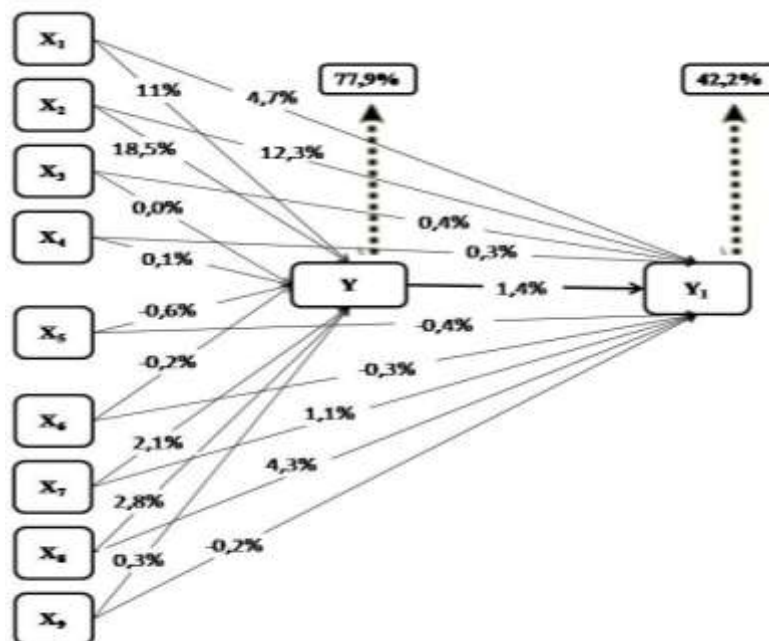 X₁
77,9%
42,2%
11%
4,7%
X₂
18,5%
12,3%
X₃
0,0%
0,4%
X₄
0,1%
0,3%
Y
1,4%
Y₁
-0,6%
-0,4%
X₅
-0,2%
-0,3%
X₆
1,1%
2,1%
X₇
4,3%
2,8%
X₈
0,3%
-0,2%
X₉